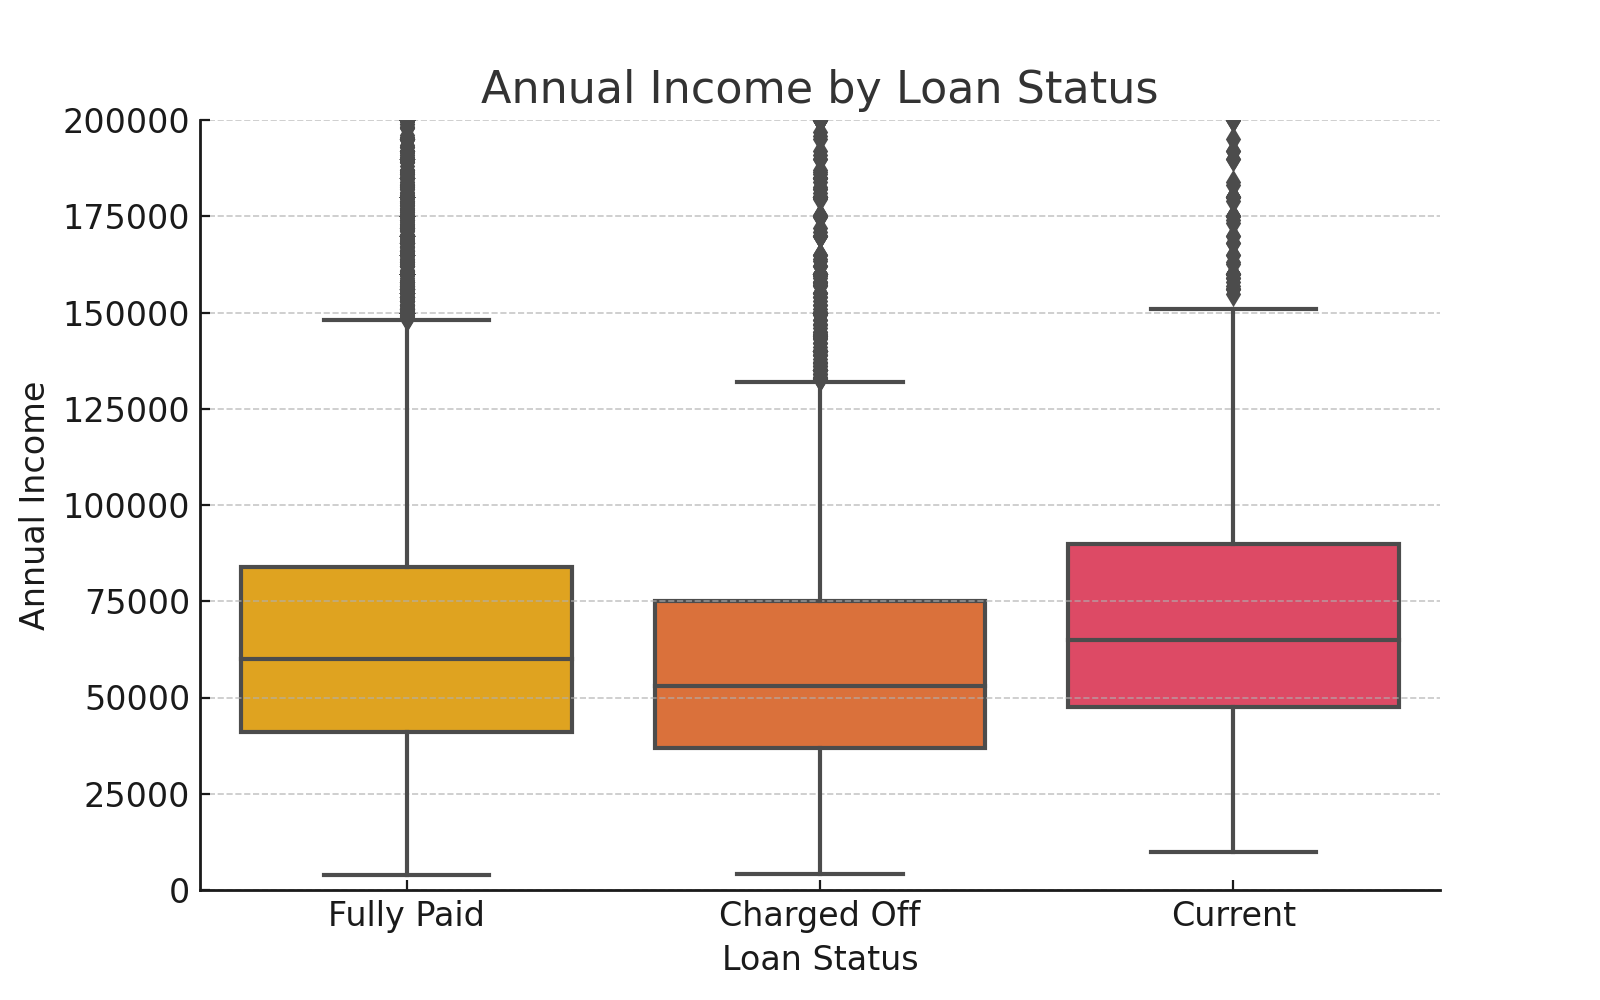 Annual Income by Loan Status
200000
175000
150000
125000
100000
75000
50000
25000
0
Annual Income
Fully Paid Charged Off Current
Loan Status